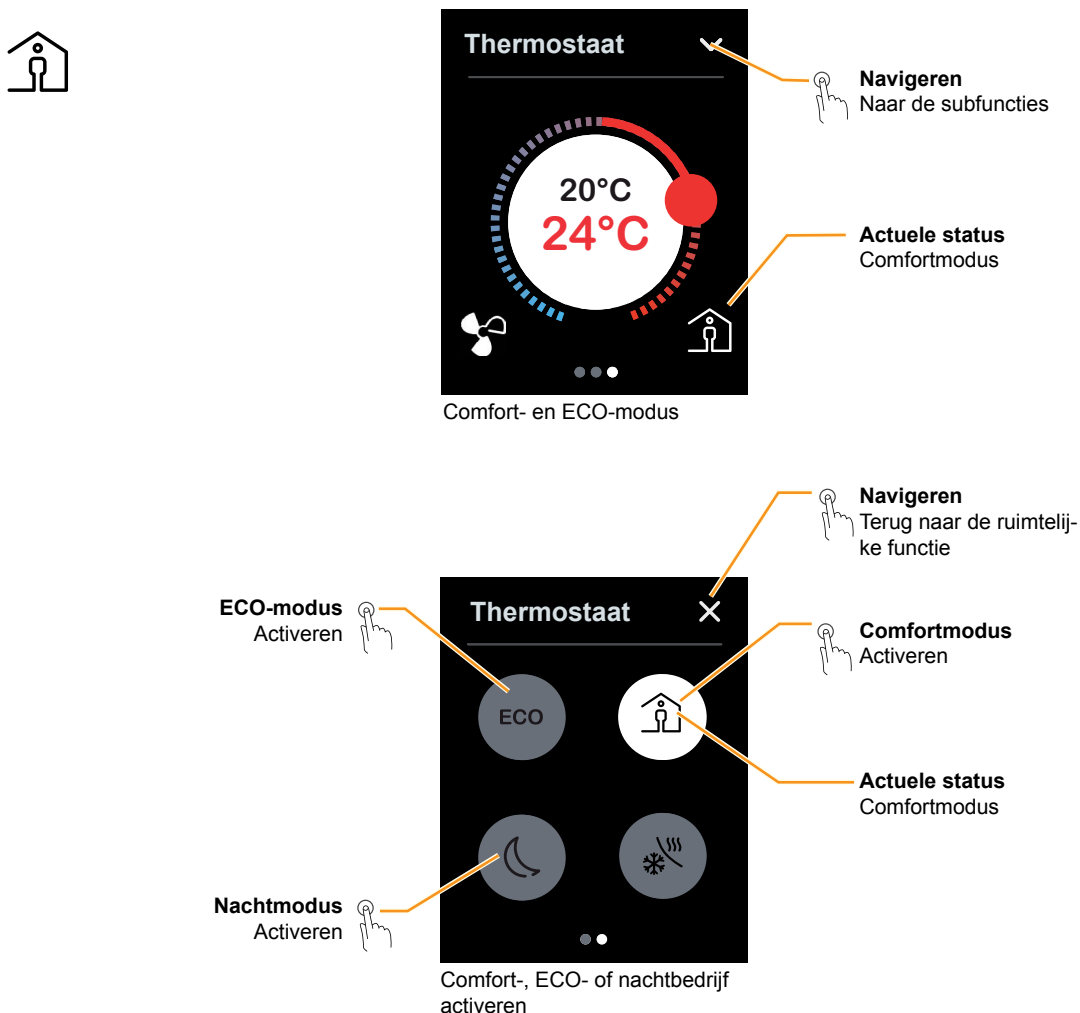 Thermostaat
Navigeren
Naar de subfuncties
20°C
24°C
Actuele status
Comfortmodus
Comfort- en ECO-modus
Navigeren
Terug naar de ruimtelij-
ke functie
ECO-modus
Activeren
Thermostaat
Comfortmodus
Activeren
ECO
Actuele status
Comfortmodus
Nachtmodus
Activeren
Comfort-, ECO- of nachtbedrijf
activeren